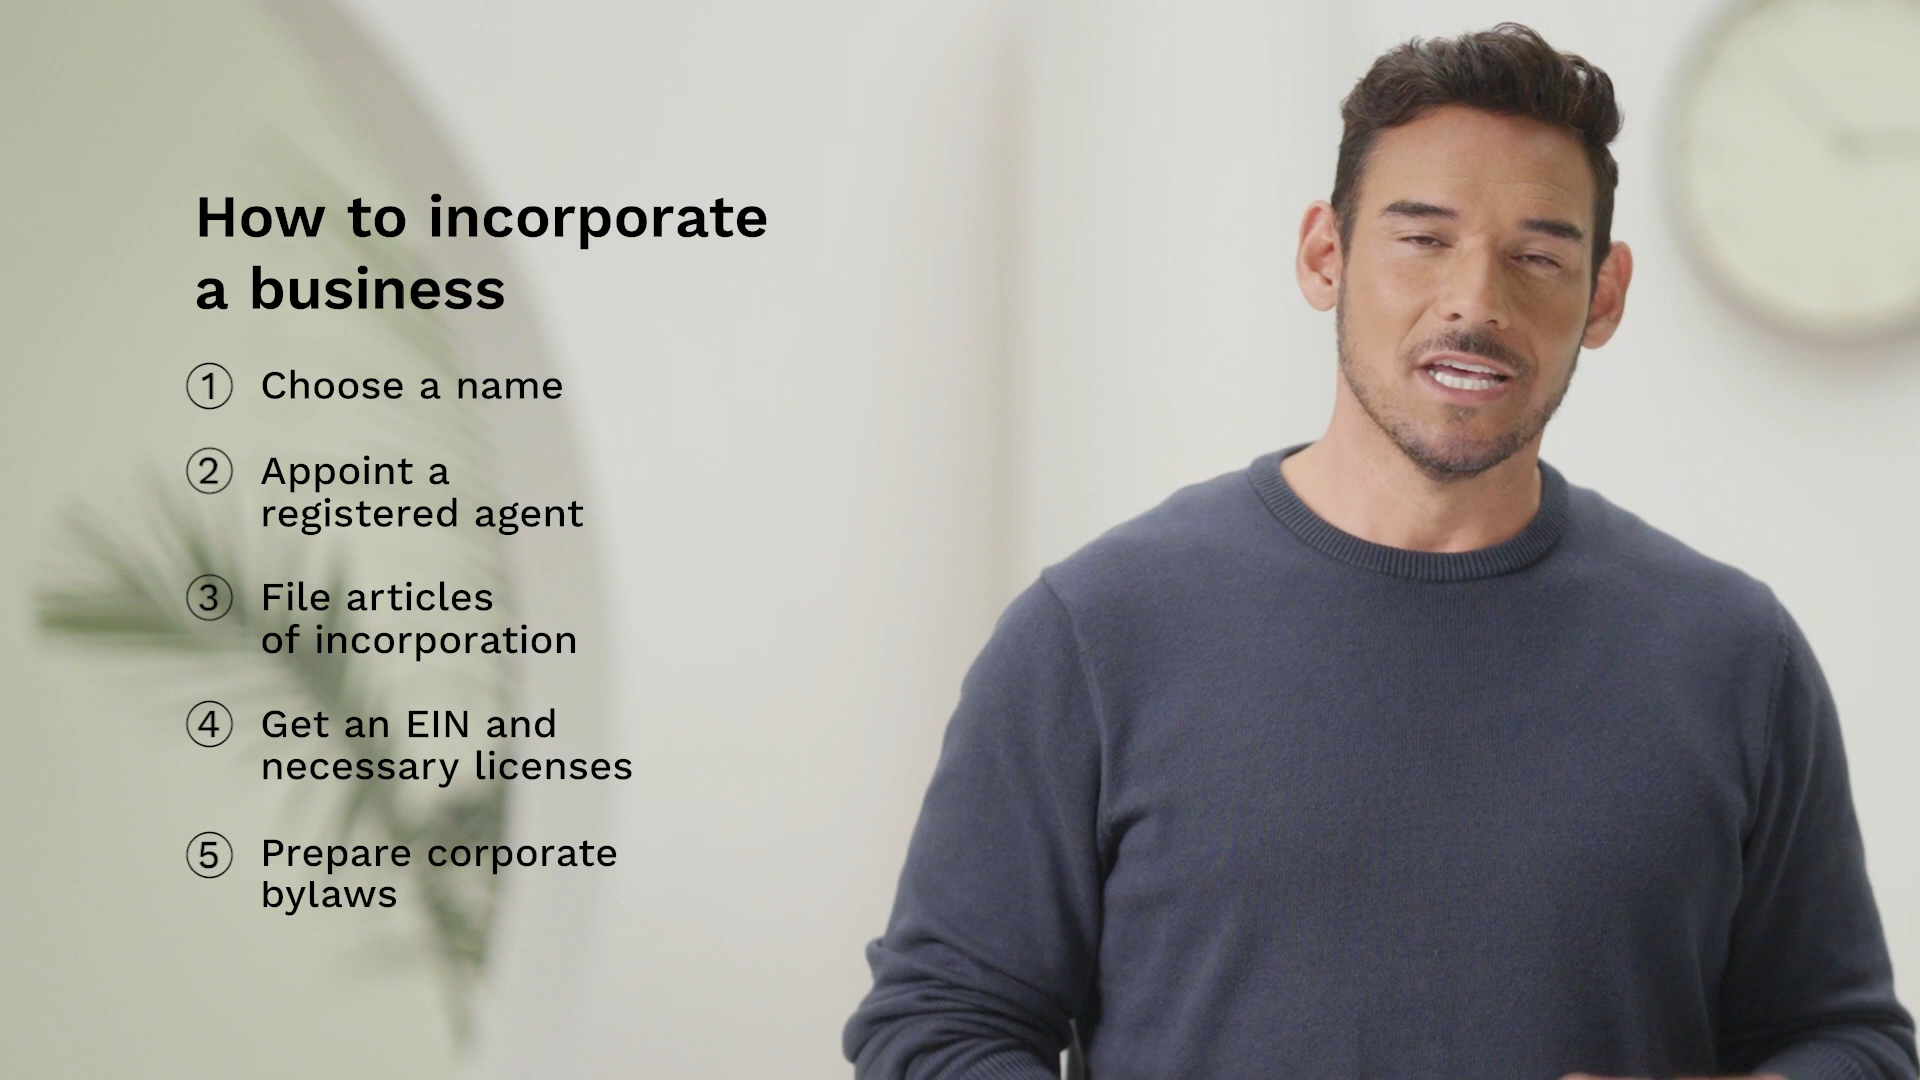 How to incorporate
a business
1 Choose a name
2 Appoint a
registered agent
3 File articles
of incorporation
4 Get an EIN and
necessary licenses
5 Prepare corporate
bylaws